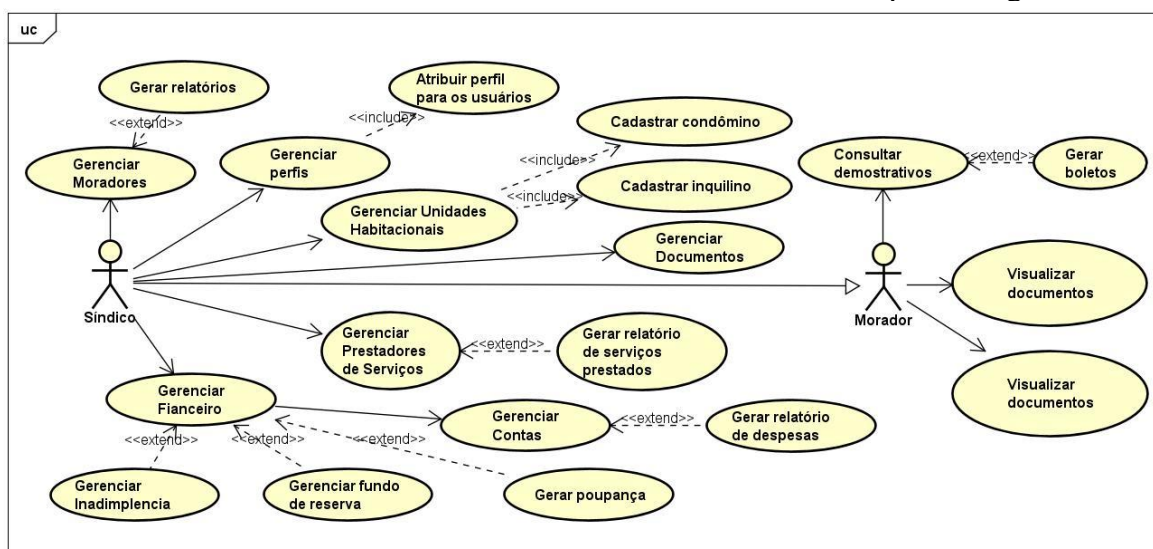 uc
Gerar relatórios
<<extend>>
Gerenciar
Moradores
Atribuir perfil
para os usuários
<<include>>
Gerenciar
perfis
Cadastrar condômino
<<include>>
Cadastrar inquilino
<<include>>
Gerenciar Unidades
Habitacionais
Gerenciar
Documentos
Consultar
demostrativos
<<extend>>
Gerar
boletos
Síndico
Morador
Visualizar
documentos
Visualizar
documentos
Gerenciar
Prestadores
de Serviços
<<extend>>
Gerar relatório
de serviços
prestados
Gerenciar
Fianceiro
Gerenciar
Contas
<<extend>>
Gerar relatório
de despesas
<<extend>>
<<extend>>
<<extend>>
Gerenciar
Inadimplencia
Gerenciar fundo
de reserva
Gerar poupança